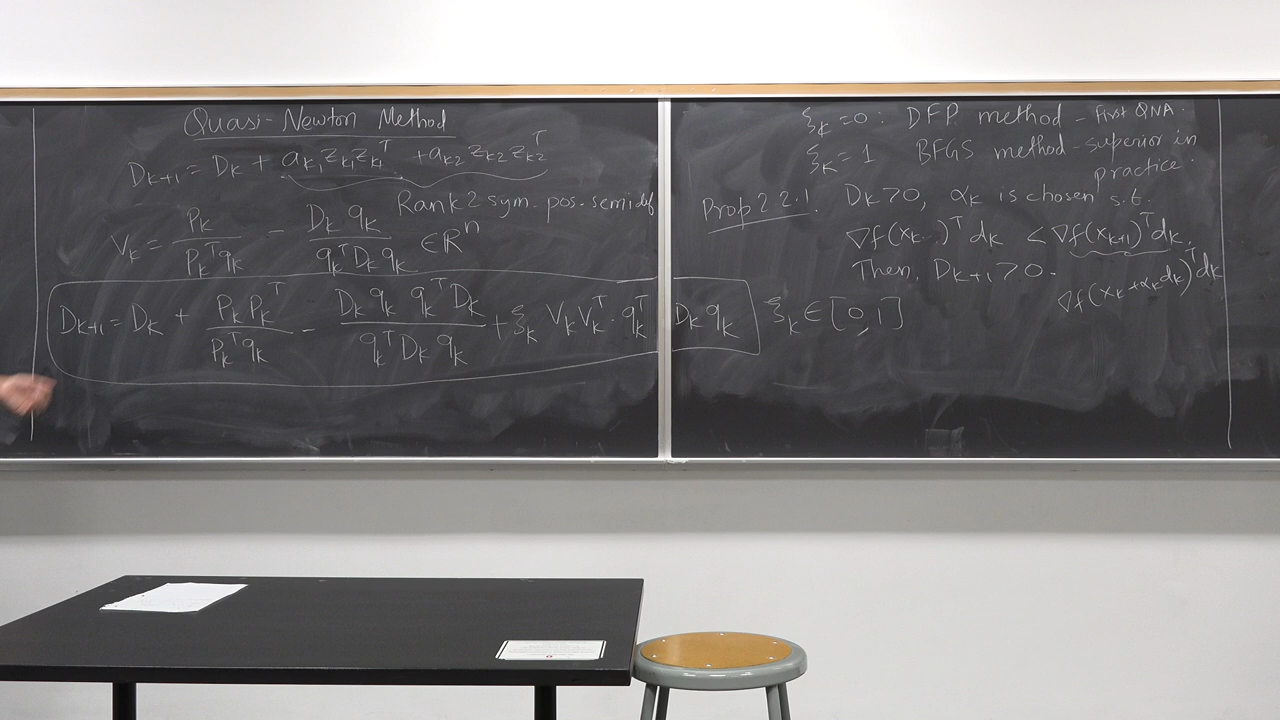 Quasi-Newton Method
D_{k+1} = D_k + a_{k1} z_{k1} z_{k1}^T + a_{k2} z_{k2} z_{k2}^T
Rank 2 sym. pos-semidef
V_k = \frac{P_k}{P_k^T q_k} - \frac{D_k q_k}{q_k^T D_k q_k} ∈ R^n
D_{k+1} = D_k + \frac{P_k P_k^T}{P_k^T q_k} - \frac{D_k q_k q_k^T D_k}{q_k^T D_k q_k} + ξ_k V_k V_k^T · q_k^T D_k q_k ξ_k ∈ [0,1]
ξ_k = 0 : DFP method - First QNA.
ξ_k = 1 BFGS method - superior in
practice.
Prop 2.2.1. D_k > 0, α_k is chosen s.t.
∇f(x_k)^T d_k < ∇f(x_{k+1})^T d_k.
Then, D_{k+1} > 0.
∇f(x_k + α_k d_k)^T d_k